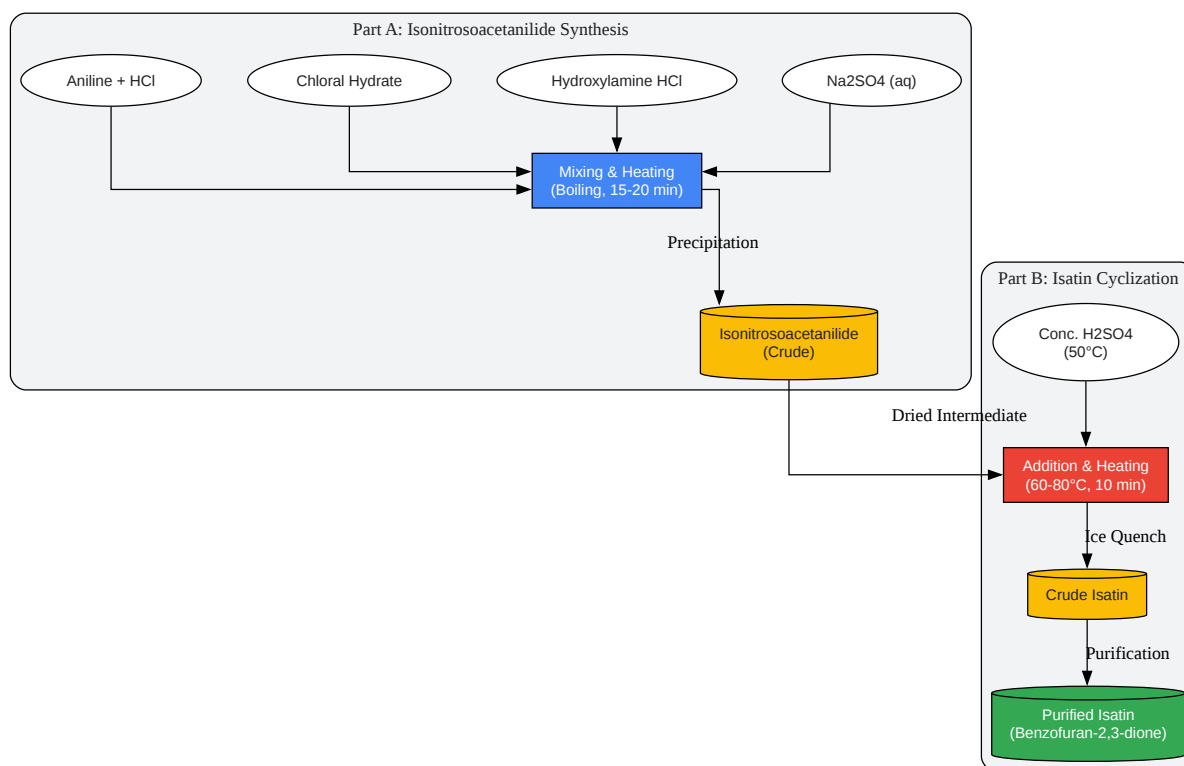 Part A: Isonitrosoacetanilide Synthesis
Aniline + HCl
Chloral Hydrate
Hydroxylamine HCl
Na2SO4 (aq)
Mixing & Heating
(Boiling, 15-20 min)
Precipitation
Isonitrosoacetanilide
(Crude)
Part B: Isatin Cyclization
Conc. H2SO4
(50°C)
Dried Intermediate
Addition & Heating
(60-80°C, 10 min)
Ice Quench
Crude Isatin
Purification
Purified Isatin
(Benzofuran-2,3-dione)